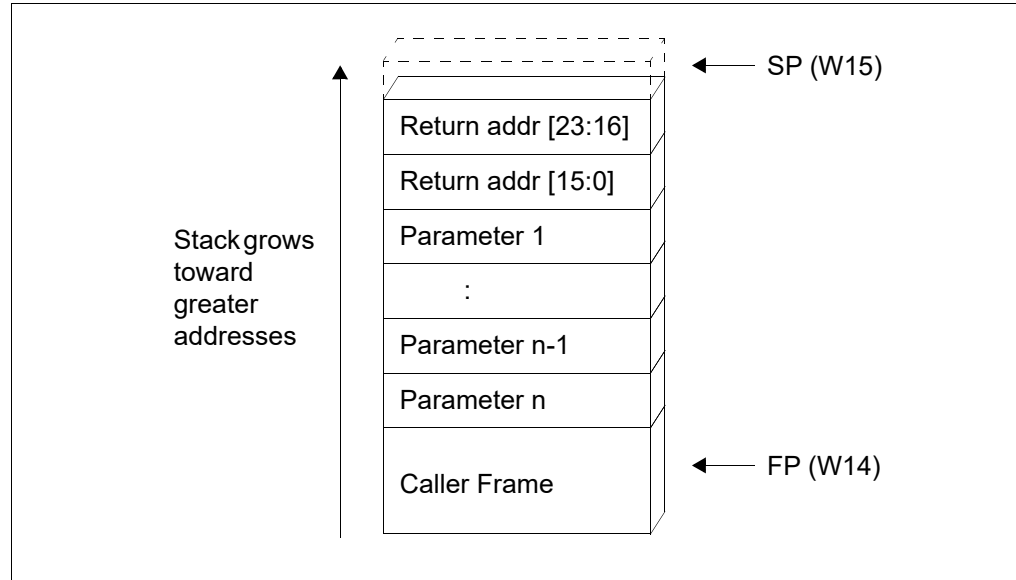 SP (W15)
Return addr [23:16]
Return addr [15:0]
Parameter 1
:
Parameter n-1
Parameter n
Caller Frame
FP (W14)
Stack grows
toward
greater
addresses